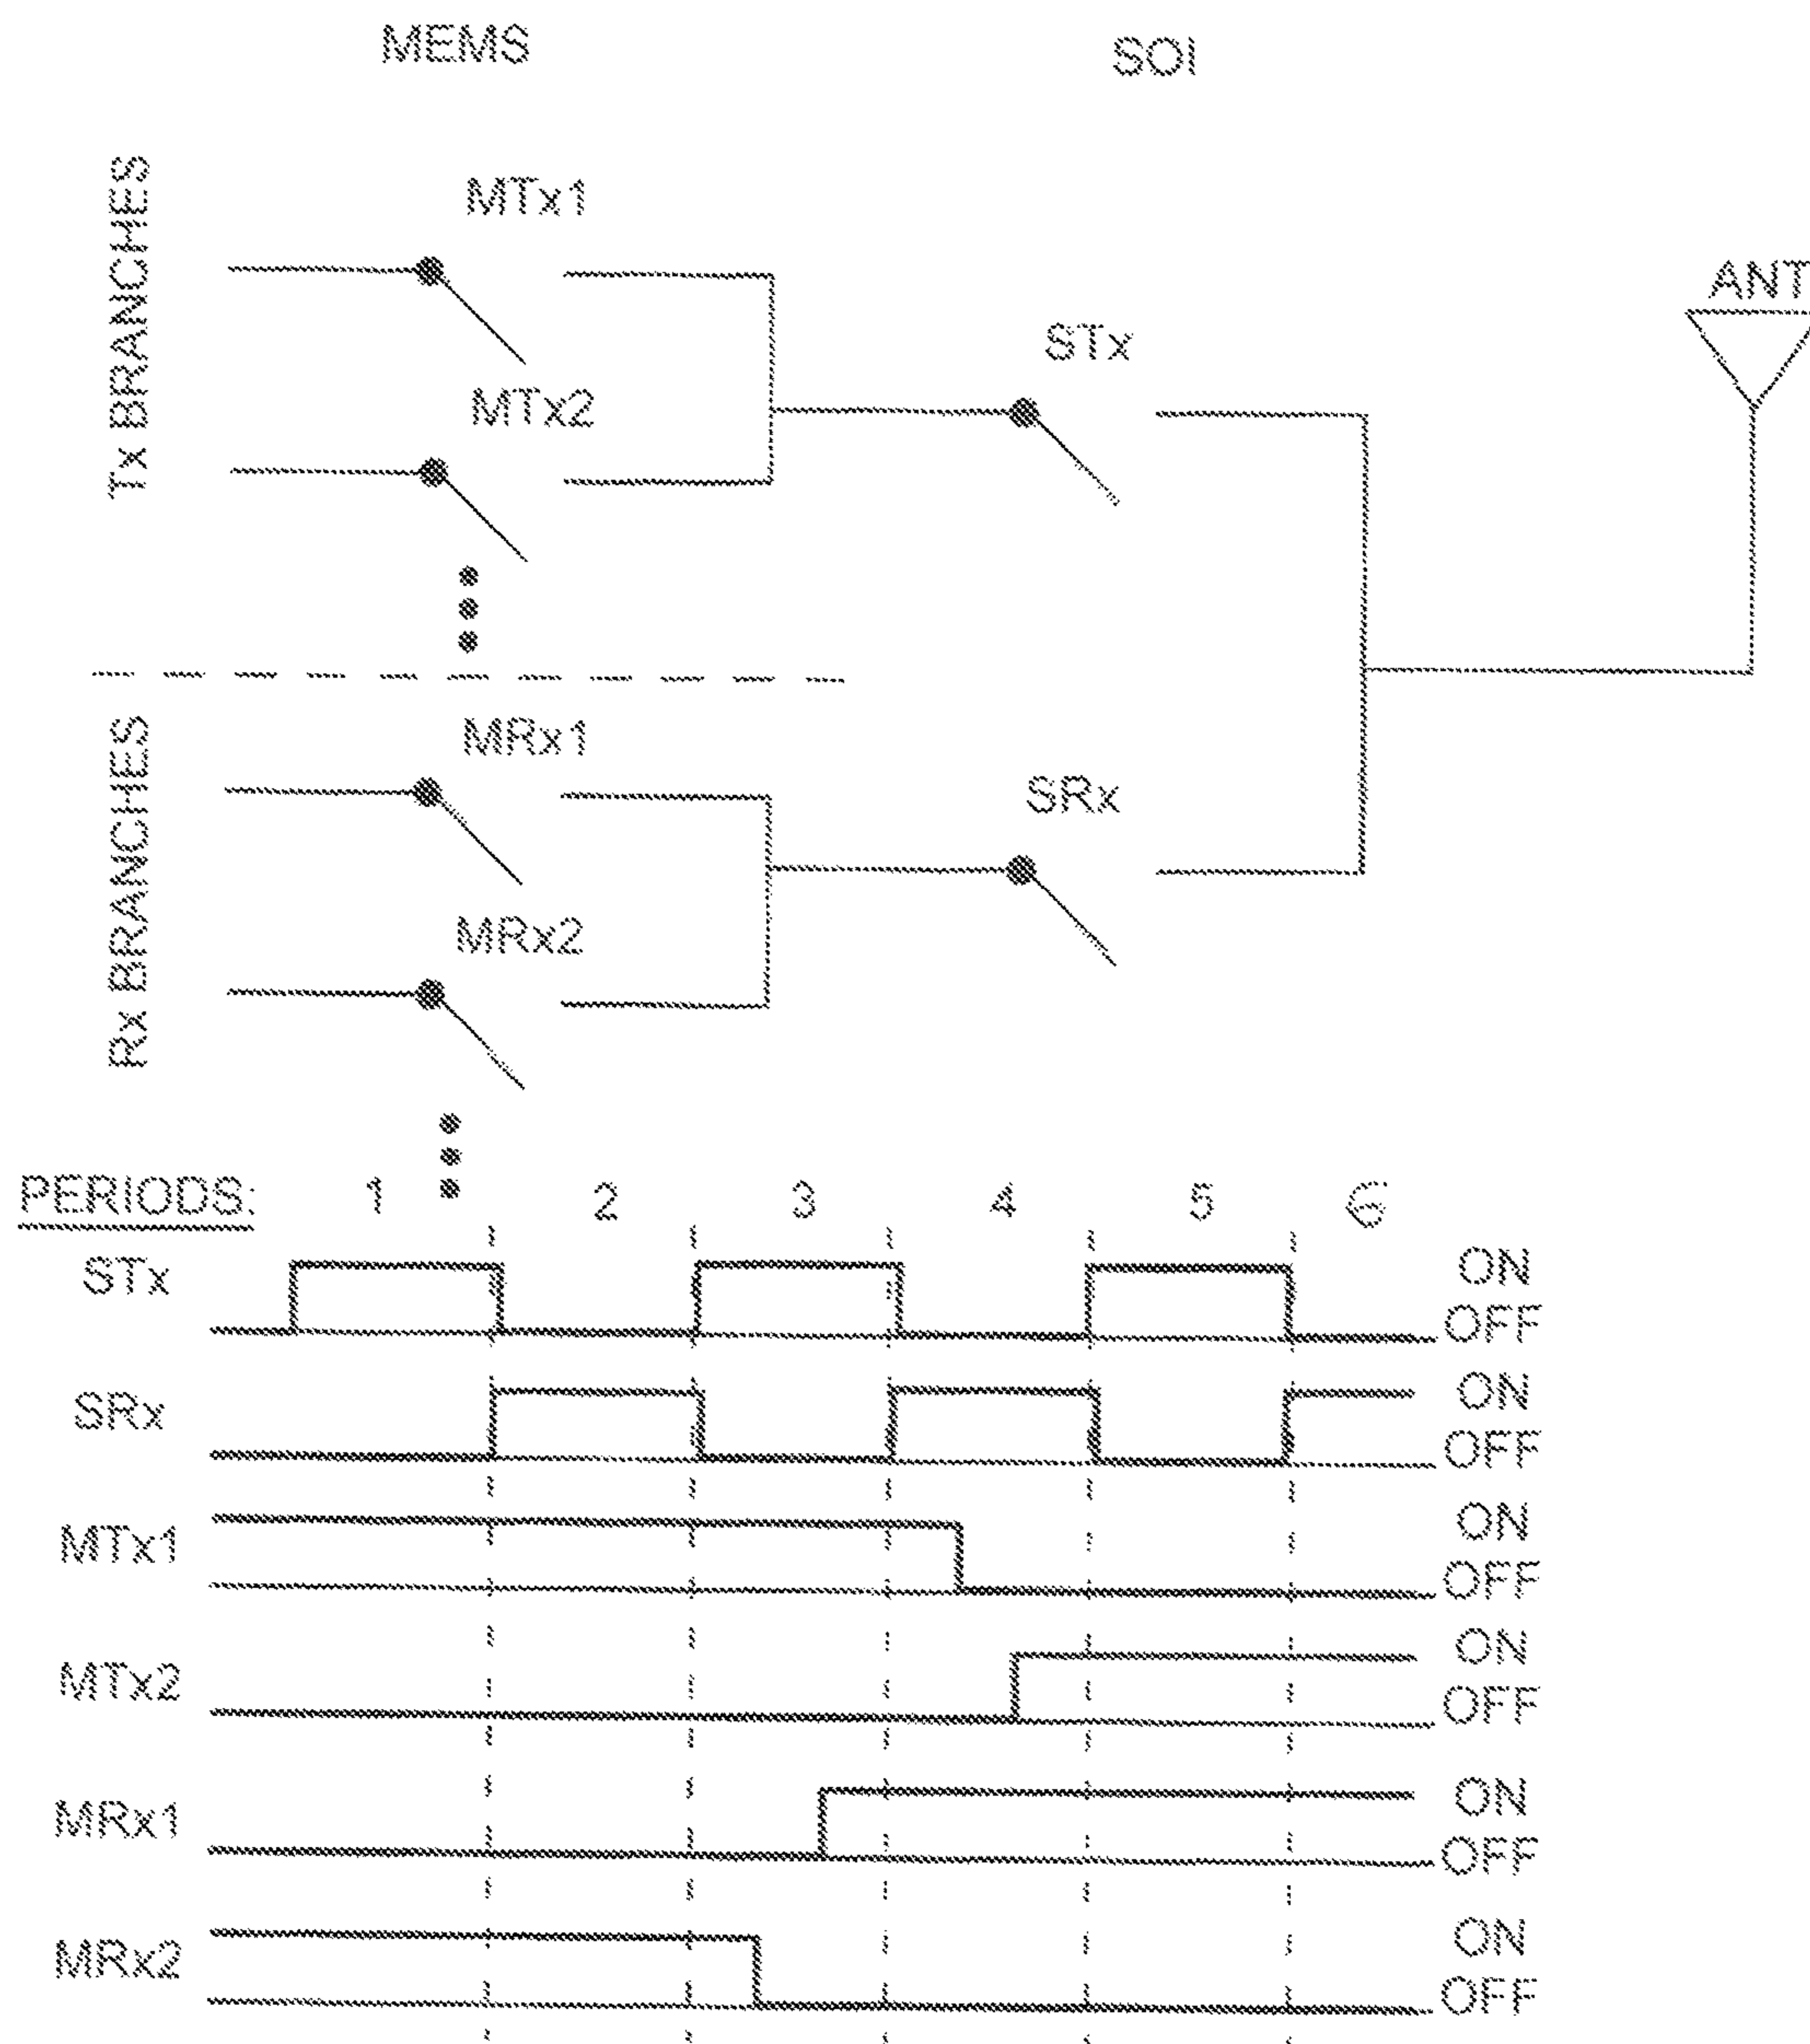 MEMS SOI
Tx BRANCHES
MTx1
MTx2
STx
ANT
Rx BRANCHES
MRx1
MRx2
SRx
PERIODS: 1 2 3 4 5 6
STx ON
OFF
SRx ON
OFF
MTx1 ON
OFF
MTx2 ON
OFF
MRx1 ON
OFF
MRx2 ON
OFF